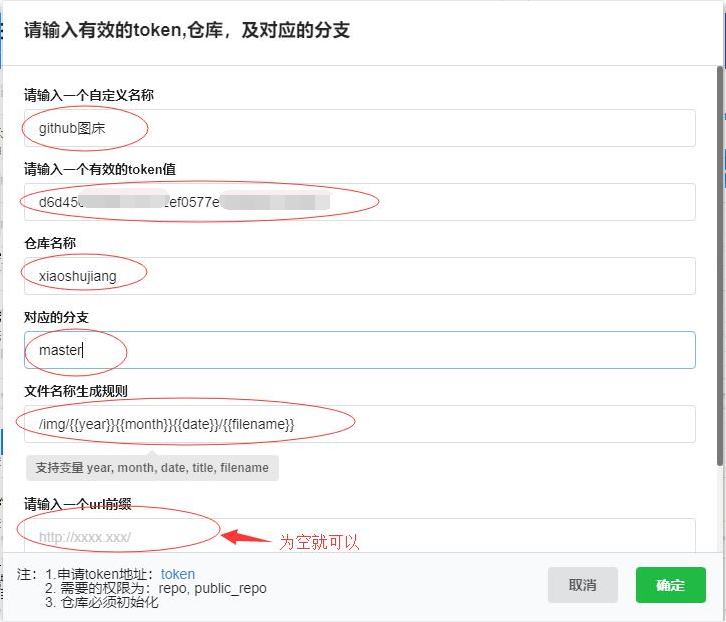 请输入有效的token,仓库，及对应的分支
请输入一个自定义名称
github图床
请输入一个有效的token值
仓库名称
xiaoshujiang
对应的分支
master
文件名称生成规则
/img/{{year}}{{month}}{{date}}/{{filename}}
支持变量 year, month, date, title, filename
请输入一个url前缀
http://xxxx.xxx/
为空就可以
注：1.申请token地址：token
2. 需要的权限为：repo, public_repo
3. 仓库必须初始化
取消
确定